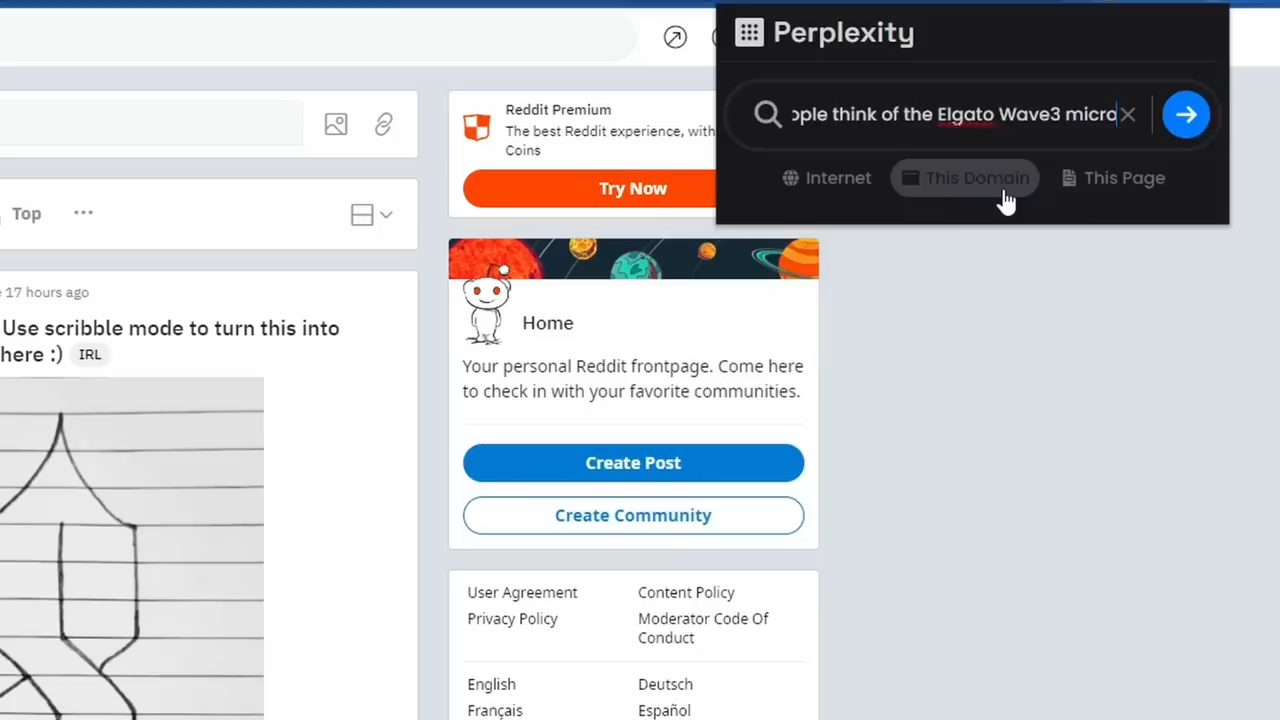 Perplexity
ople think of the Elgato Wave3 micro
Internet
This Domain
This Page
Reddit Premium
The best Reddit experience, with
Coins
Try Now
Top
17 hours ago
Use scribble mode to turn this into
here :)
IRL
Home
Your personal Reddit frontpage. Come here
to check in with your favorite communities.
Create Post
Create Community
User Agreement
Content Policy
Privacy Policy
Moderator Code Of
Conduct
English
Deutsch
Français
Español